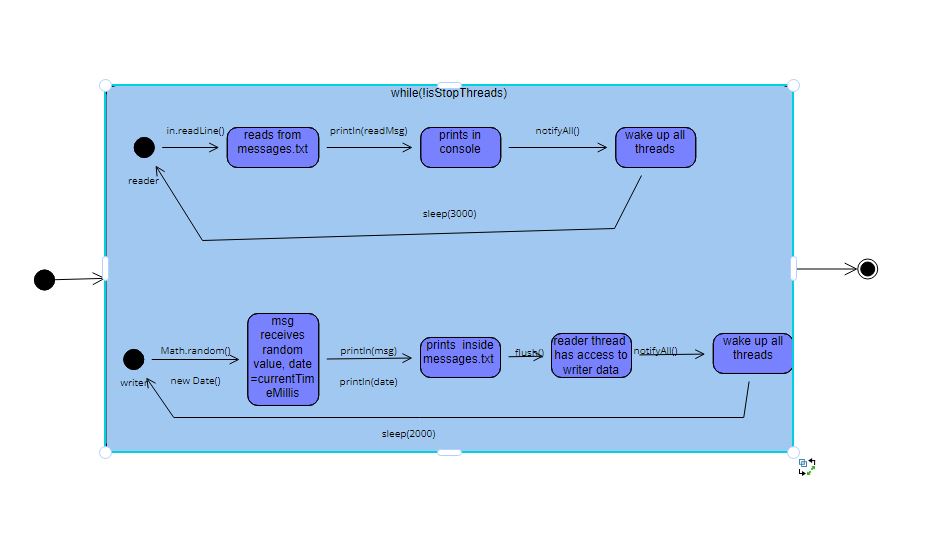 while(!isStopThreads)
in.readLine()
reads from
messages.txt
println(readMsg)
prints in
console
notifyAll()
wake up all
threads
reader
sleep(3000)
writer
Math.random()
new Date()
msg
receives
random
value, date
=currentTim
eMillis
println(msg)
println(date)
prints inside
messages.txt
flush()
reader thread
has access to
writer data
notifyAll()
wake up all
threads
sleep(2000)